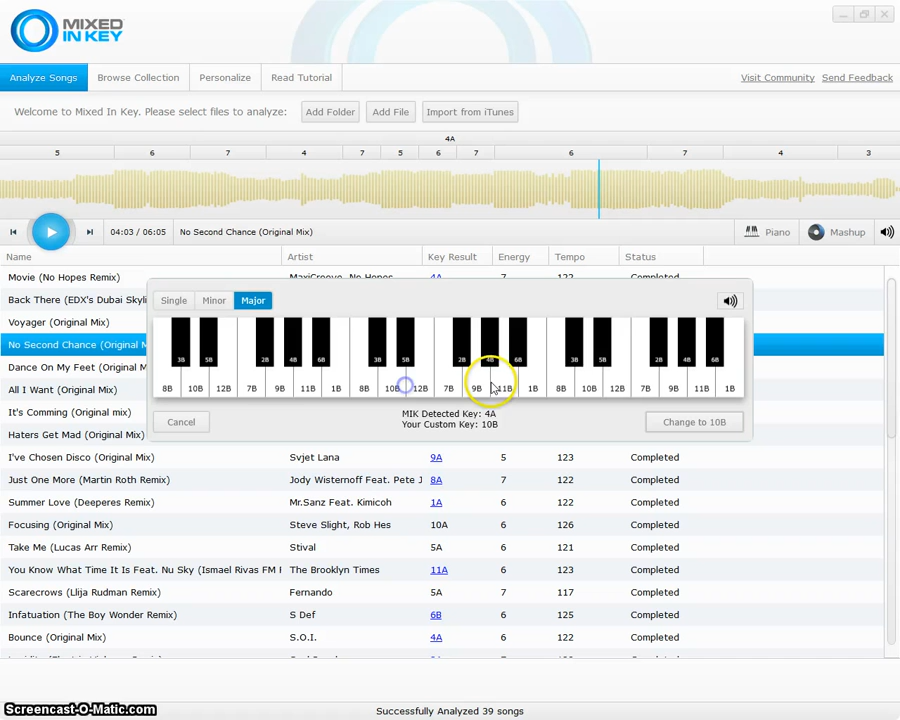 MIXED
IN KEY
Analyze Songs Browse Collection Personalize Read Tutorial Visit Community Send Feedback
Welcome to Mixed In Key. Please select files to analyze: Add Folder Add File Import from iTunes
4A
5 6 7 4 7 5 6 7 6 7 4 3
04:03 / 06:05 No Second Chance (Original Mix) Piano Mashup
Name Artist Key Result Energy Tempo Status
Movie (No Hopes Remix) MaxiGroove, No Hopes 4A 7 122 Completed
Back There (EDX's Dubai Skyli
Single Minor Major
Voyager (Original Mix)
No Second Chance (Original M
3B 5B 2B 4B 6B 3B 5B 2B 4B 6B 3B 5B 2B 4B 6B
Dance On My Feet (Original M
All I Want (Original Mix)
8B 10B 12B 7B 9B 11B 1B 8B 10B 12B 7B 9B 11B 1B 8B 10B 12B 7B 9B 11B 1B
It's Comming (Original mix)
MIK Detected Key: 4A
Cancel Your Custom Key: 10B Change to 10B
Haters Get Mad (Original Mix)
I've Chosen Disco (Original Mix) Svjet Lana 9A 5 123 Completed
Just One More (Martin Roth Remix) Jody Wisternoff Feat. Pete J 8A 7 122 Completed
Summer Love (Deeperes Remix) Mr.Sanz Feat. Kimicoh 1A 6 122 Completed
Focusing (Original Mix) Steve Slight, Rob Hes 10A 6 126 Completed
Take Me (Lucas Arr Remix) Stival 5A 6 121 Completed
You Know What Time It Is Feat. Nu Sky (Ismael Rivas FM F The Brooklyn Times 11A 6 123 Completed
Scarecrows (Llija Rudman Remix) Fernando 5A 7 117 Completed
Infatuation (The Boy Wonder Remix) S Def 6B 6 125 Completed
Bounce (Original Mix) S.O.I. 4A 6 122 Completed
Successfully Analyzed 39 songs
Screencast-O-Matic.com